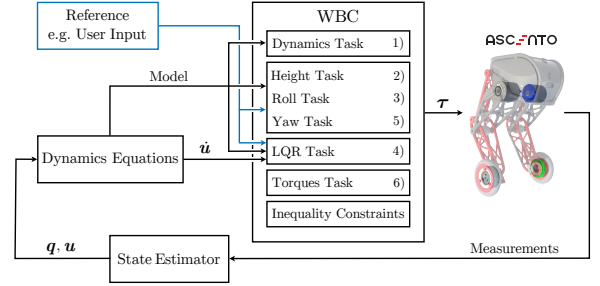 Reference
e.g. User Input
WBC
Dynamics Task 1)
Height Task 2)
Roll Task 3)
Yaw Task 5)
LQR Task 4)
Torques Task 6)
Inequality Constraints
ASCENTO
Model
τ
Dynamics Equations
u̇
q, u
State Estimator
Measurements